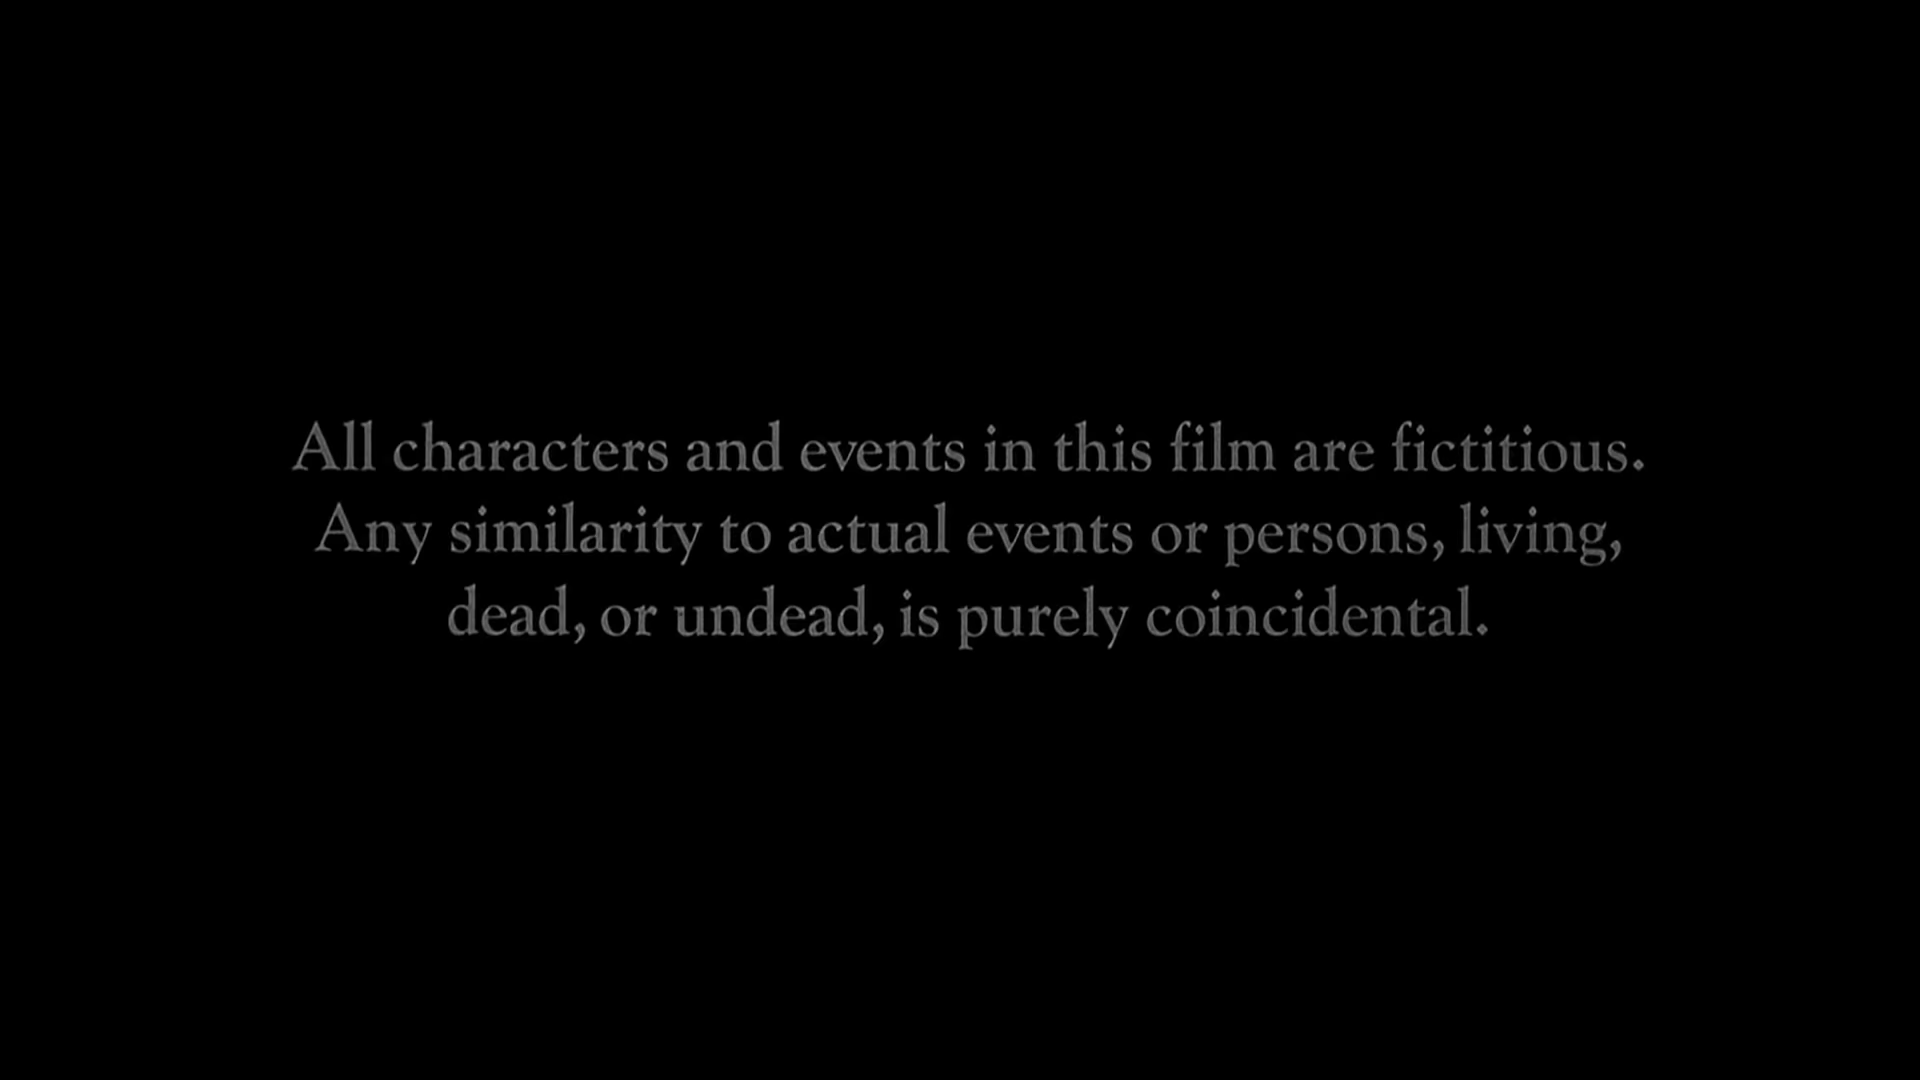 All characters and events in this film are fictitious.
Any similarity to actual events or persons, living,
dead, or undead, is purely coincidental.